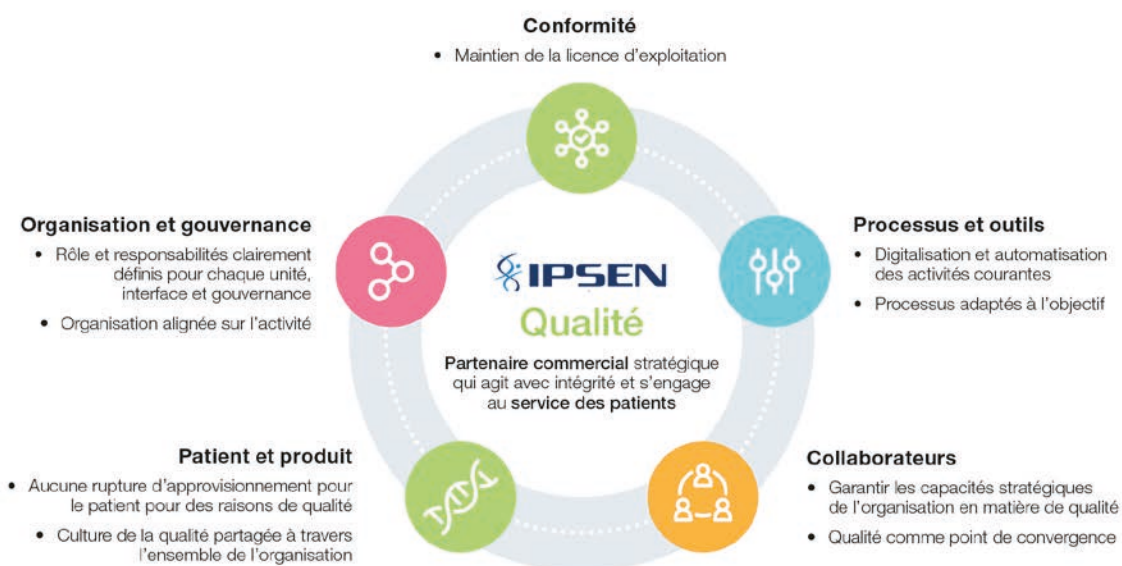 Conformité
• Maintien de la licence d'exploitation
Organisation et gouvernance
• Rôle et responsabilités clairement
définis pour chaque unité,
interface et gouvernance
• Organisation alignée sur l'activité
Processus et outils
• Digitalisation et automatisation
des activités courantes
• Processus adaptés à l'objectif
IPSEN
Qualité
Partenaire commercial stratégique
qui agit avec intégrité et s'engage
au service des patients
Patient et produit
• Aucune rupture d'approvisionnement pour
le patient pour des raisons de qualité
• Culture de la qualité partagée à travers
l'ensemble de l'organisation
Collaborateurs
• Garantir les capacités stratégiques
de l'organisation en matière de qualité
• Qualité comme point de convergence